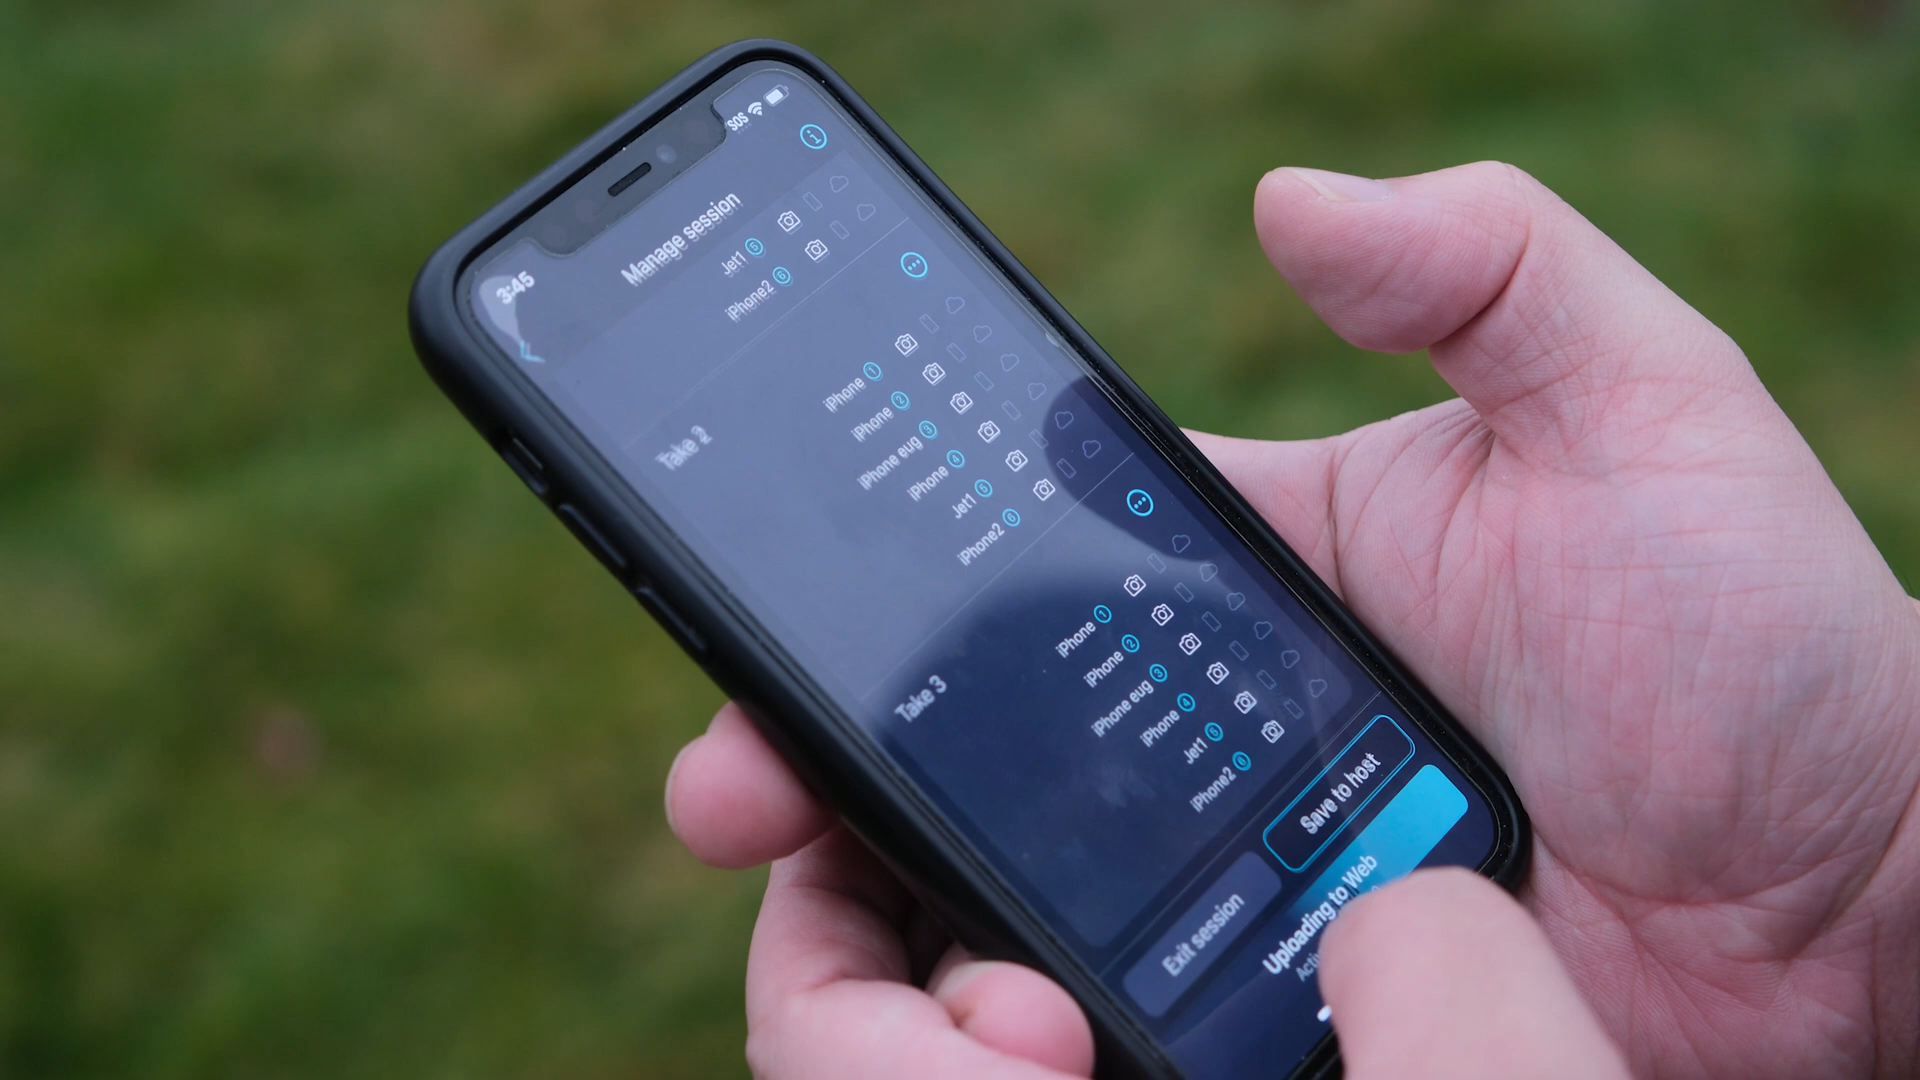 3:45
SOS
Manage session
Jet1 5
iPhone2 6
Take 2
iPhone 1
iPhone 2
iPhone eug 3
iPhone 4
Jet1 5
iPhone2 6
Take 3
iPhone 1
iPhone 2
iPhone eug 3
iPhone 4
Jet1 5
iPhone2 6
Exit session
Save to host
Uploading to Web